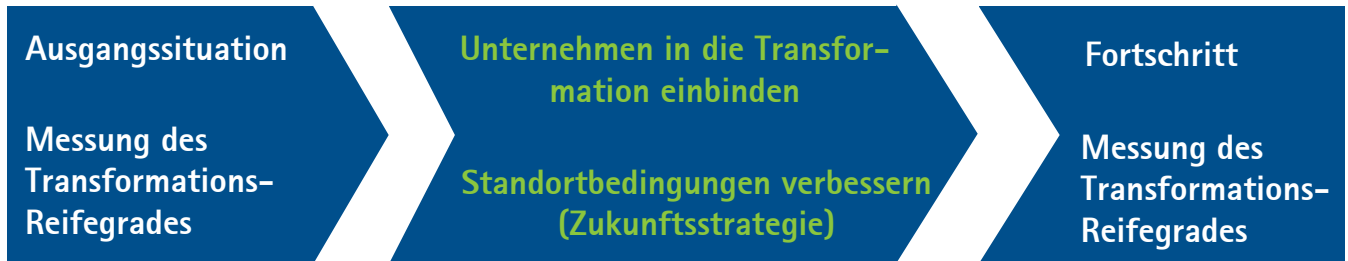 Ausgangssituation
Messung des
Transformations-
Reifegrades
Unternehmen in die Transfor-
mation einbinden
Standortbedingungen verbessern
(Zukunftsstrategie)
Fortschritt
Messung des
Transformations-
Reifegrades